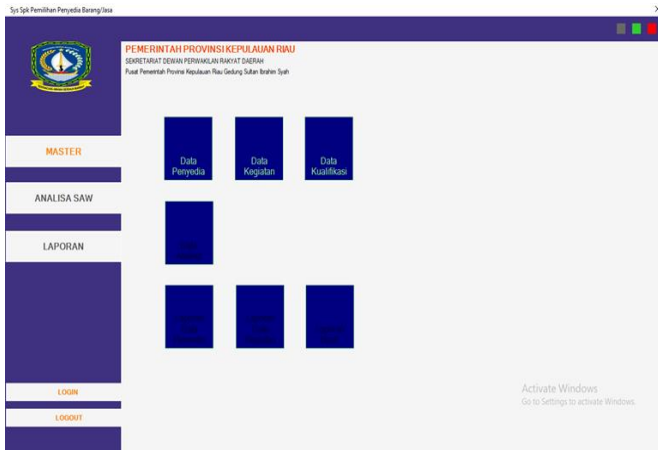 Sys Spk Pemilihan Penyedia Barang/Jasa
PEMERINTAH PROVINSI KEPULAUAN RIAU
SEKRETARIAT DEWAN PERWAKILAN RAKYAT DAERAH
Pusat Pemerintah Provinsi Kepulauan Riau Gedung Sultan Ibrahim Syah
MASTER
ANALISA SAW
LAPORAN
LOGIN
LOGOUT
Data
Penyedia
Data
Kegiatan
Data
Kualifikasi
Activate Windows
Go to Settings to activate Windows.